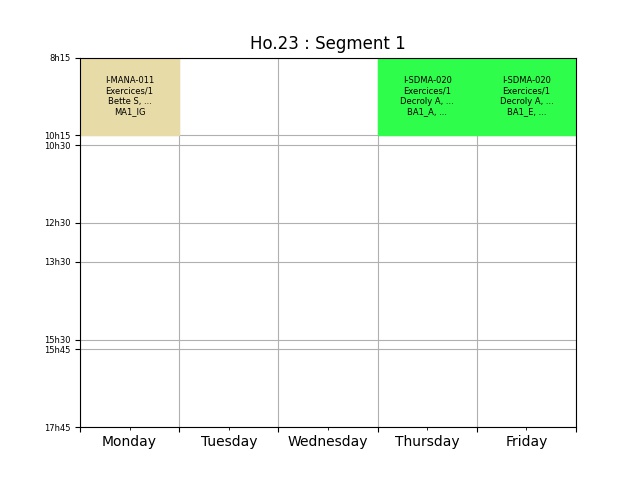 Ho.23 : Segment 1
8h15
I-MANA-011
Exercices/1
Bette S, ...
MA1_IG
I-SDMA-020
Exercices/1
Decroly A, ...
BA1_A, ...
I-SDMA-020
Exercices/1
Decroly A, ...
BA1_E, ...
10h15
10h30
12h30
13h30
15h30
15h45
17h45
Monday
Tuesday
Wednesday
Thursday
Friday